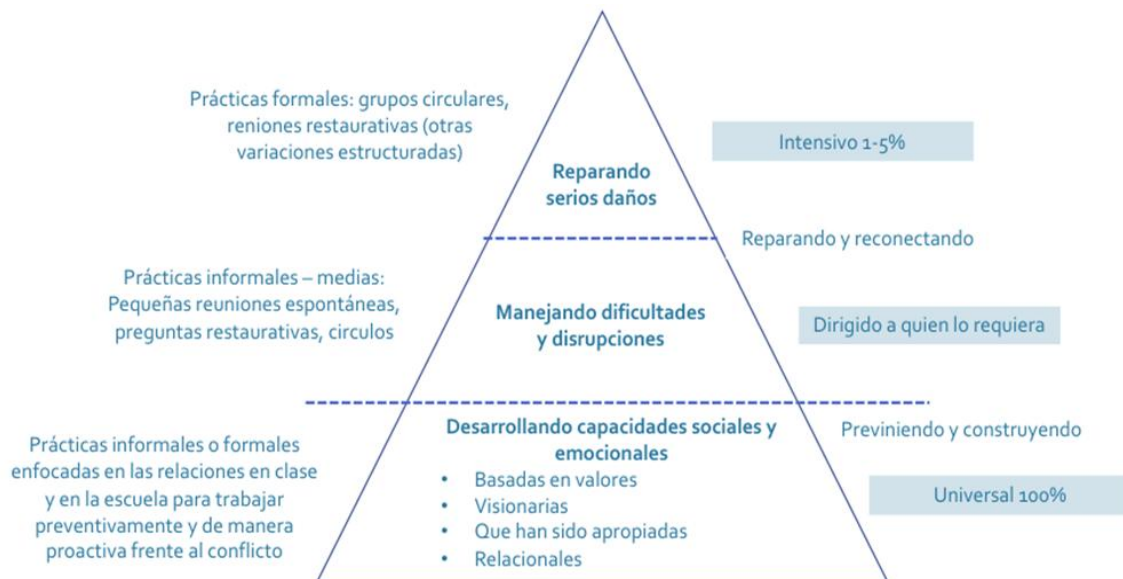 Prácticas formales: grupos circulares,
reniones restaurativas (otras
variaciones estructuradas)
Intensivo 1-5%
Reparando
serios daños
Reparando y reconectando
Prácticas informales – medias:
Pequeñas reuniones espontáneas,
preguntas restaurativas, circulos
Manejando dificultades
y disrupciones
Dirigido a quien lo requiera
Desarrollando capacidades sociales y
emocionales
• Basadas en valores
• Visionarias
• Que han sido apropiadas
• Relacionales
Previniendo y construyendo
Prácticas informales o formales
enfocadas en las relaciones en clase
y en la escuela para trabajar
preventivamente y de manera
proactiva frente al conflicto
Universal 100%